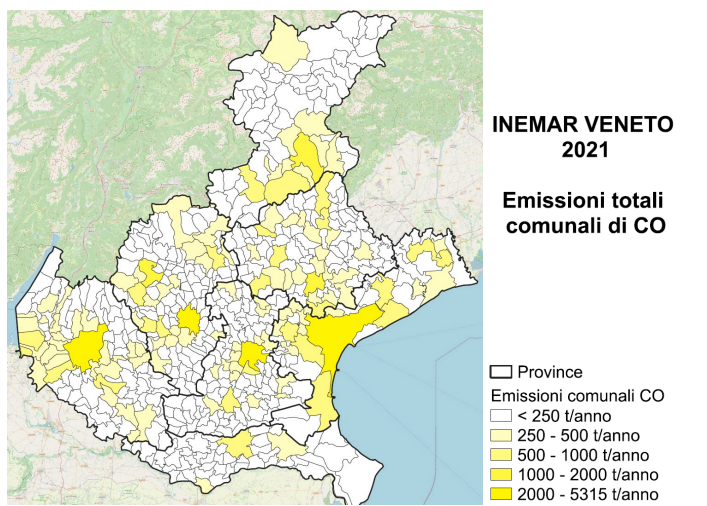 INEMAR VENETO
2021
Emissioni totali
comunali di CO
Province
Emissioni comunali CO
< 250 t/anno
250 - 500 t/anno
500 - 1000 t/anno
1000 - 2000 t/anno
2000 - 5315 t/anno